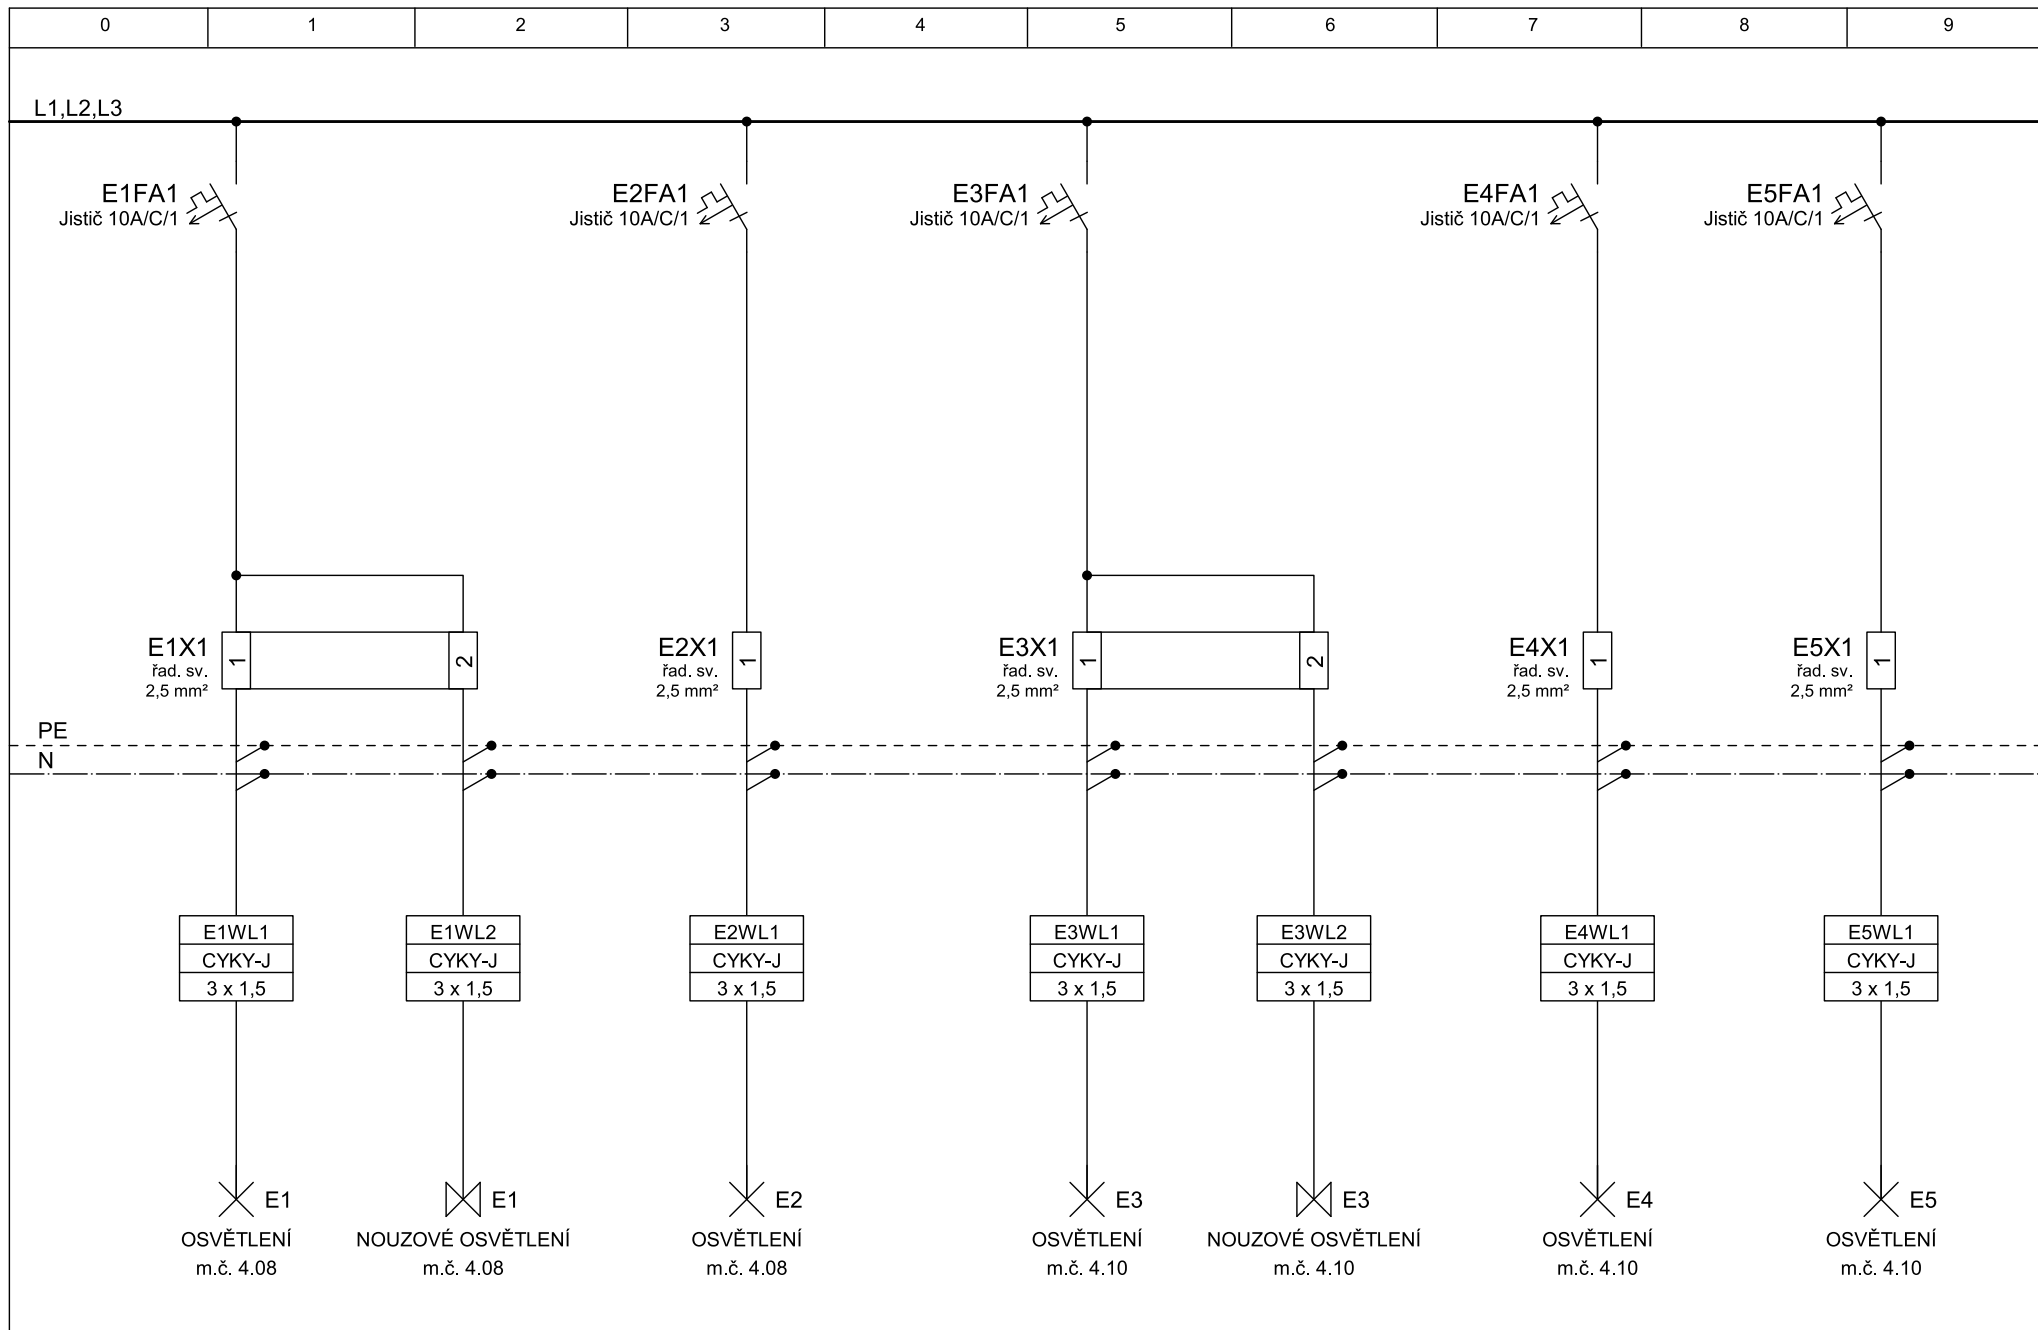 0 1 2 3 4 5 6 7 8 9
L1,L2,L3
E1FA1 E2FA1 E3FA1 E4FA1 E5FA1
Jistič 10A/C/1 Jistič 10A/C/1 Jistič 10A/C/1 Jistič 10A/C/1 Jistič 10A/C/1
E1X1 1 2 E2X1 1 E3X1 1 2 E4X1 1 E5X1 1
řad. sv. řad. sv. řad. sv. řad. sv. řad. sv.
2,5 mm² 2,5 mm² 2,5 mm² 2,5 mm² 2,5 mm²
PE
N
E1WL1 E1WL2 E2WL1 E3WL1 E3WL2 E4WL1 E5WL1
CYKY-J CYKY-J CYKY-J CYKY-J CYKY-J CYKY-J CYKY-J
3 x 1,5 3 x 1,5 3 x 1,5 3 x 1,5 3 x 1,5 3 x 1,5 3 x 1,5
E1 E1 E2 E3 E3 E4 E5
OSVĚTLENÍ NOUZOVÉ OSVĚTLENÍ OSVĚTLENÍ OSVĚTLENÍ NOUZOVÉ OSVĚTLENÍ OSVĚTLENÍ OSVĚTLENÍ
m.č. 4.08 m.č. 4.08 m.č. 4.08 m.č. 4.10 m.č. 4.10 m.č. 4.10 m.č. 4.10